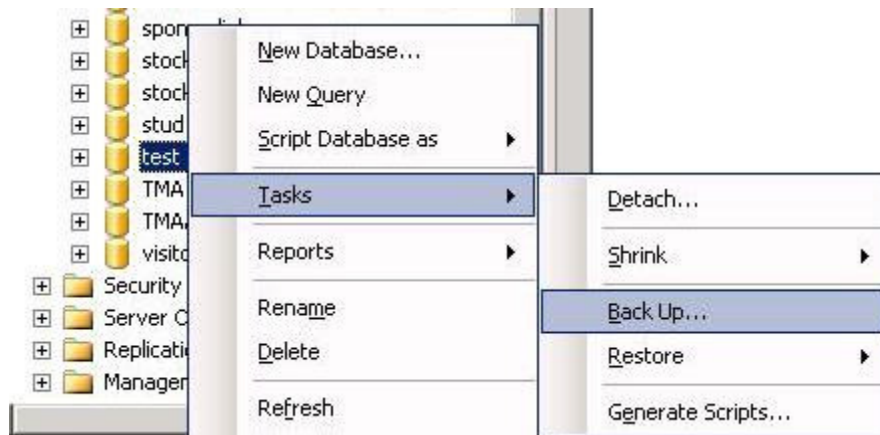 test
TMA
Security
New Database...
New Query
Script Database as
Tasks
Reports
Rename
Delete
Refresh
Detach...
Shrink
Back Up...
Restore
Generate Scripts...